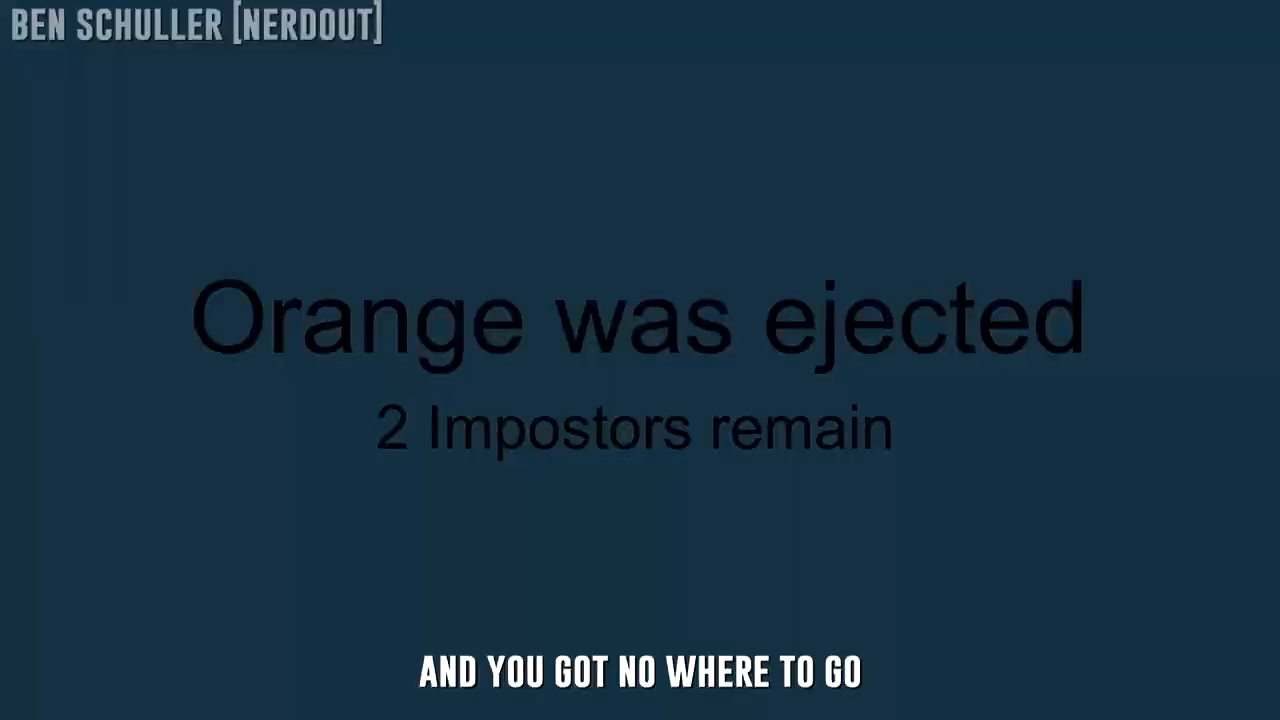 BEN SCHULLER [NERDOUT]
Orange was ejected
2 Impostors remain
AND YOU GOT NO WHERE TO GO